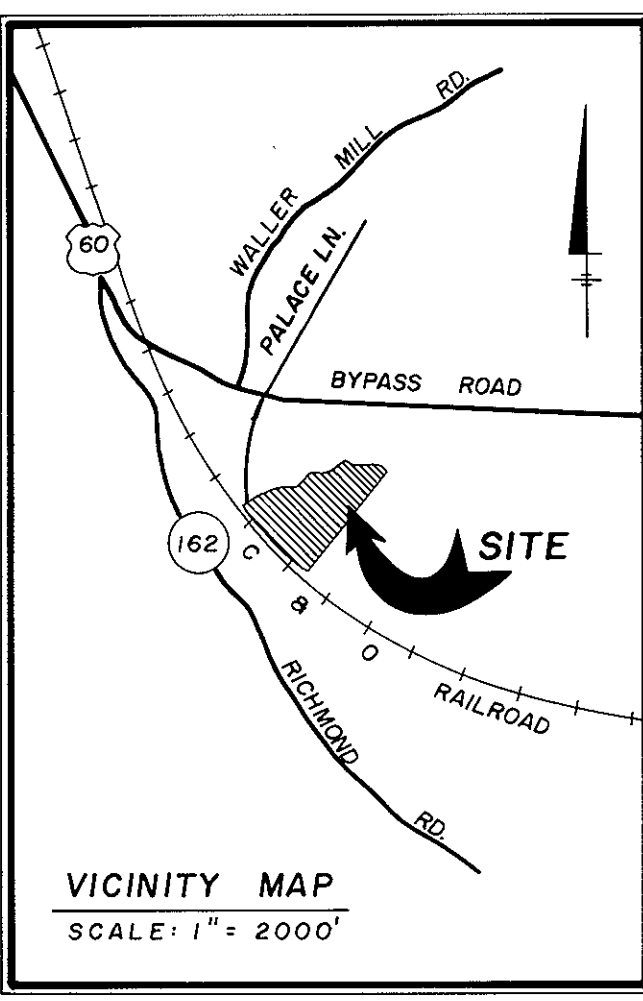 60
WALLER MILL RD.
PALACE LN.
BYPASS ROAD
162
SITE
C & O RAILROAD
RICHMOND RD.
VICINITY MAP
SCALE: 1" = 2000'